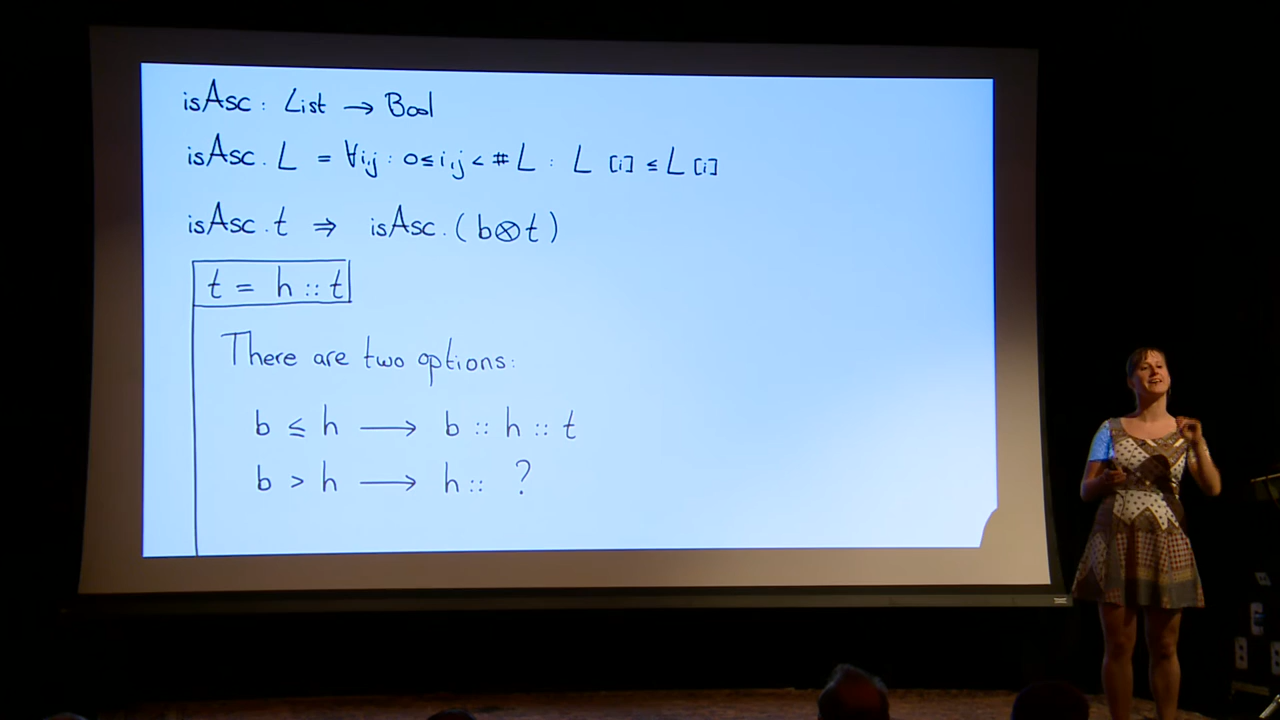 isAsc : List → Bool
isAsc . L = ∀i,j : 0≤i,j < #L : L [i] ≤ L [j]
isAsc . t ⇒ isAsc . ( b⊗t )
t = h :: t
There are two options:
b ≤ h ⟶ b :: h :: t
b > h ⟶ h :: ?